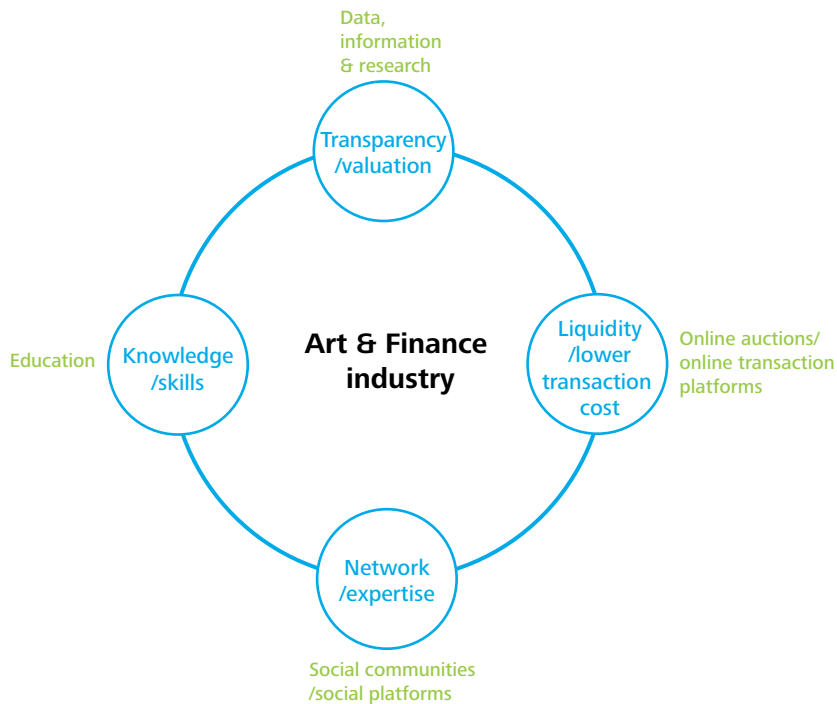 Data,
information
& research
Transparency
/valuation
Art & Finance
industry
Liquidity
/lower
transaction
cost
Online auctions/
online transaction
platforms
Education
Knowledge
/skills
Network
/expertise
Social communities
/social platforms